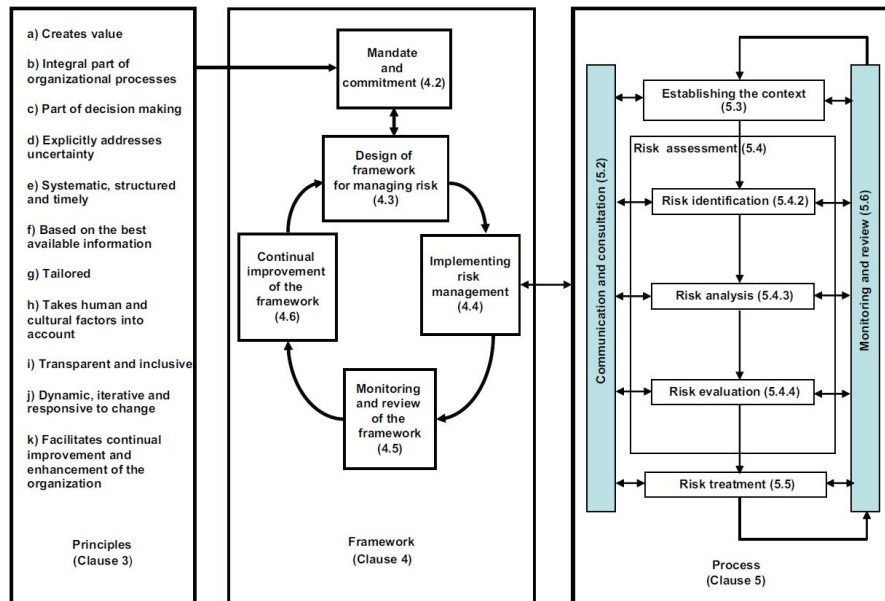 a) Creates value
b) Integral part of
organizational processes
c) Part of decision making
d) Explicitly addresses
uncertainty
e) Systematic, structured
and timely
f) Based on the best
available information
g) Tailored
h) Takes human and
cultural factors into
account
i) Transparent and inclusive
j) Dynamic, iterative and
responsive to change
k) Facilitates continual
improvement and
enhancement of the
organization
Principles
(Clause 3)
Mandate
and
commitment (4.2)
Design of
framework
for managing risk
(4.3)
Implementing
risk
management
(4.4)
Continual
improvement of
the framework
(4.6)
Monitoring
and review
of the
framework
(4.5)
Framework
(Clause 4)
Communication and consultation (5.2)
Establishing the context
(5.3)
Risk assessment (5.4)
Risk identification (5.4.2)
Risk analysis (5.4.3)
Risk evaluation (5.4.4)
Risk treatment (5.5)
Monitoring and review (5.6)
Process
(Clause 5)